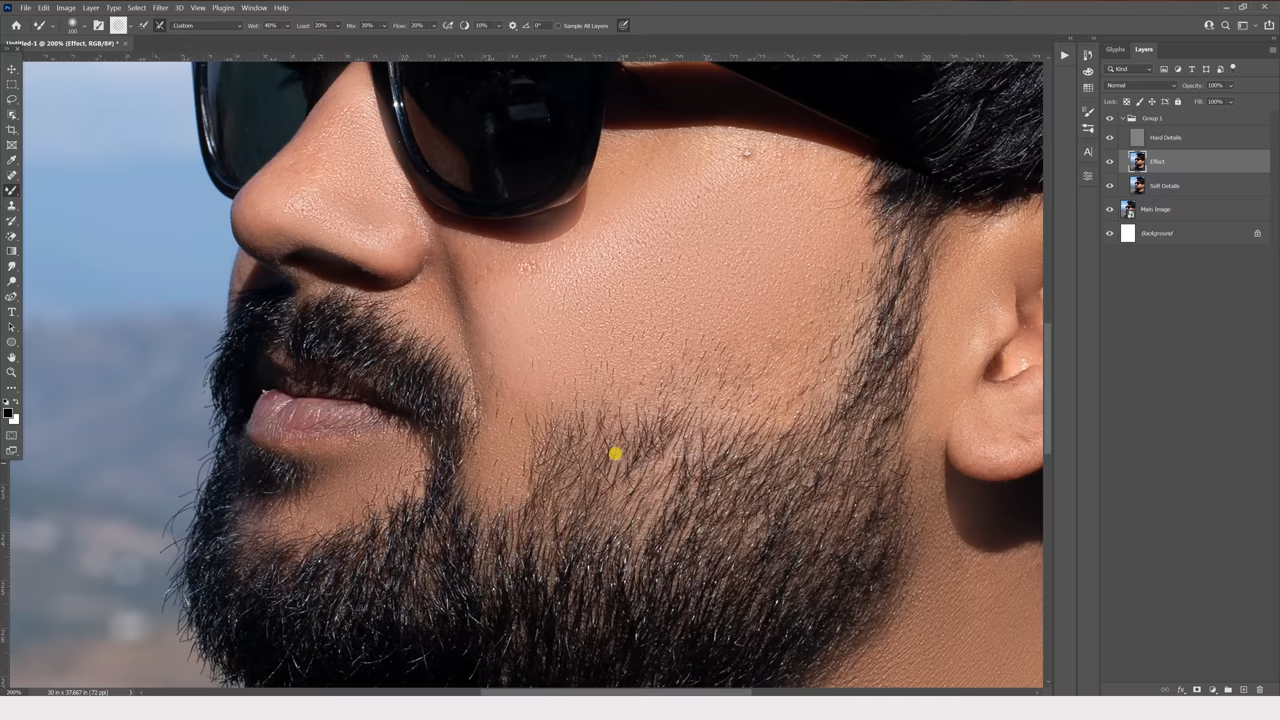 File Edit Image Layer Type Select Filter 3D View Plugins Window Help
100 Custom Wet: 40% Load: 20% Mix: 30% Flow: 20% 10% 0° Sample All Layers
Untitled-1 @ 200% (Effect, RGB/8#) *
Glyphs Layers
Kind
Normal Opacity: 100%
Lock: Fill: 100%
Group 1
Hard Details
Effect
Soft Details
Main Image
Background
200% 30 in x 37.667 in (72 ppi)